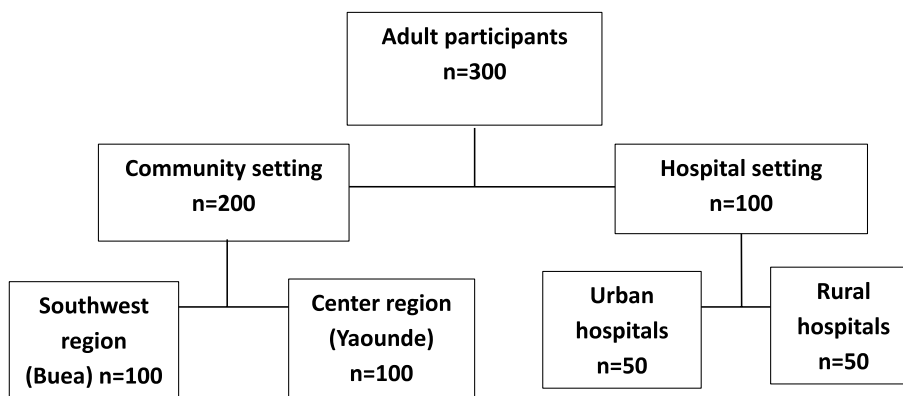 Adult participants
n=300
Community setting
n=200
Hospital setting
n=100
Southwest
region
(Buea) n=100
Center region
(Yaounde)
n=100
Urban
hospitals
n=50
Rural
hospitals
n=50